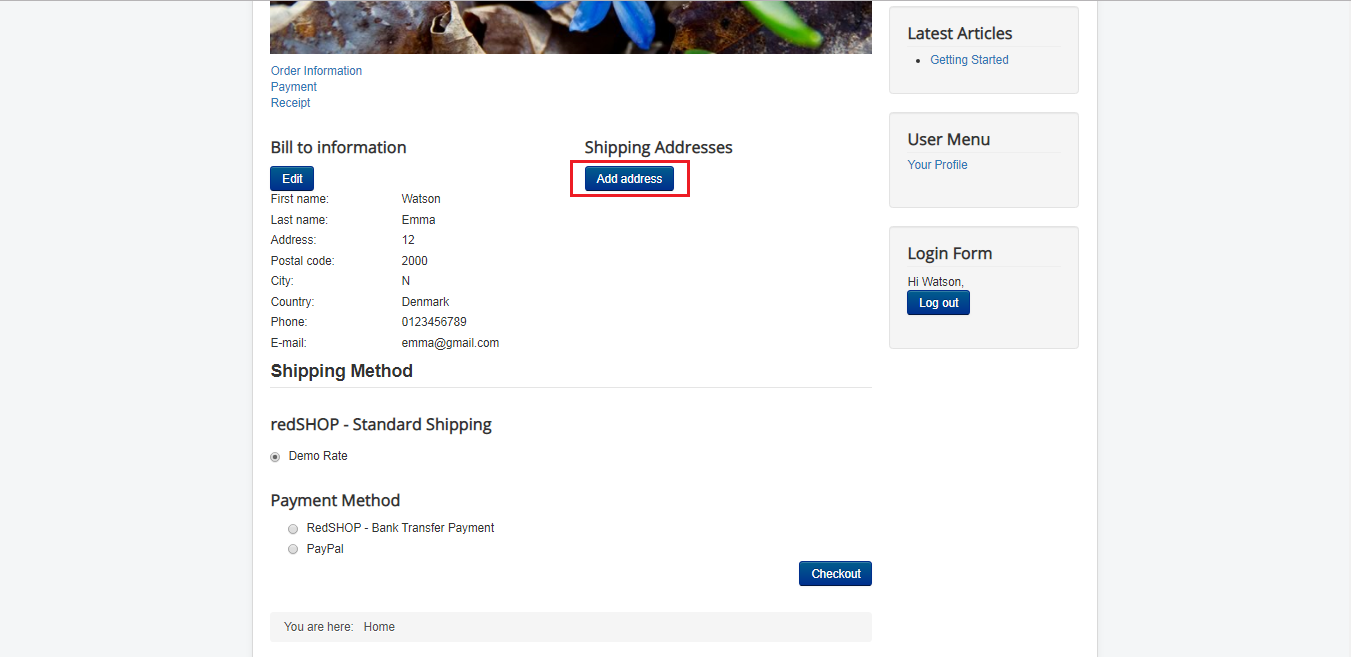 Order Information
Payment
Receipt
Bill to information
Edit
First name: Watson
Last name: Emma
Address: 12
Postal code: 2000
City: N
Country: Denmark
Phone: 0123456789
E-mail: emma@gmail.com
Shipping Addresses
Add address
Shipping Method
redSHOP - Standard Shipping
Demo Rate
Payment Method
RedSHOP - Bank Transfer Payment
PayPal
Checkout
You are here: Home
Latest Articles
Getting Started
User Menu
Your Profile
Login Form
Hi Watson,
Log out